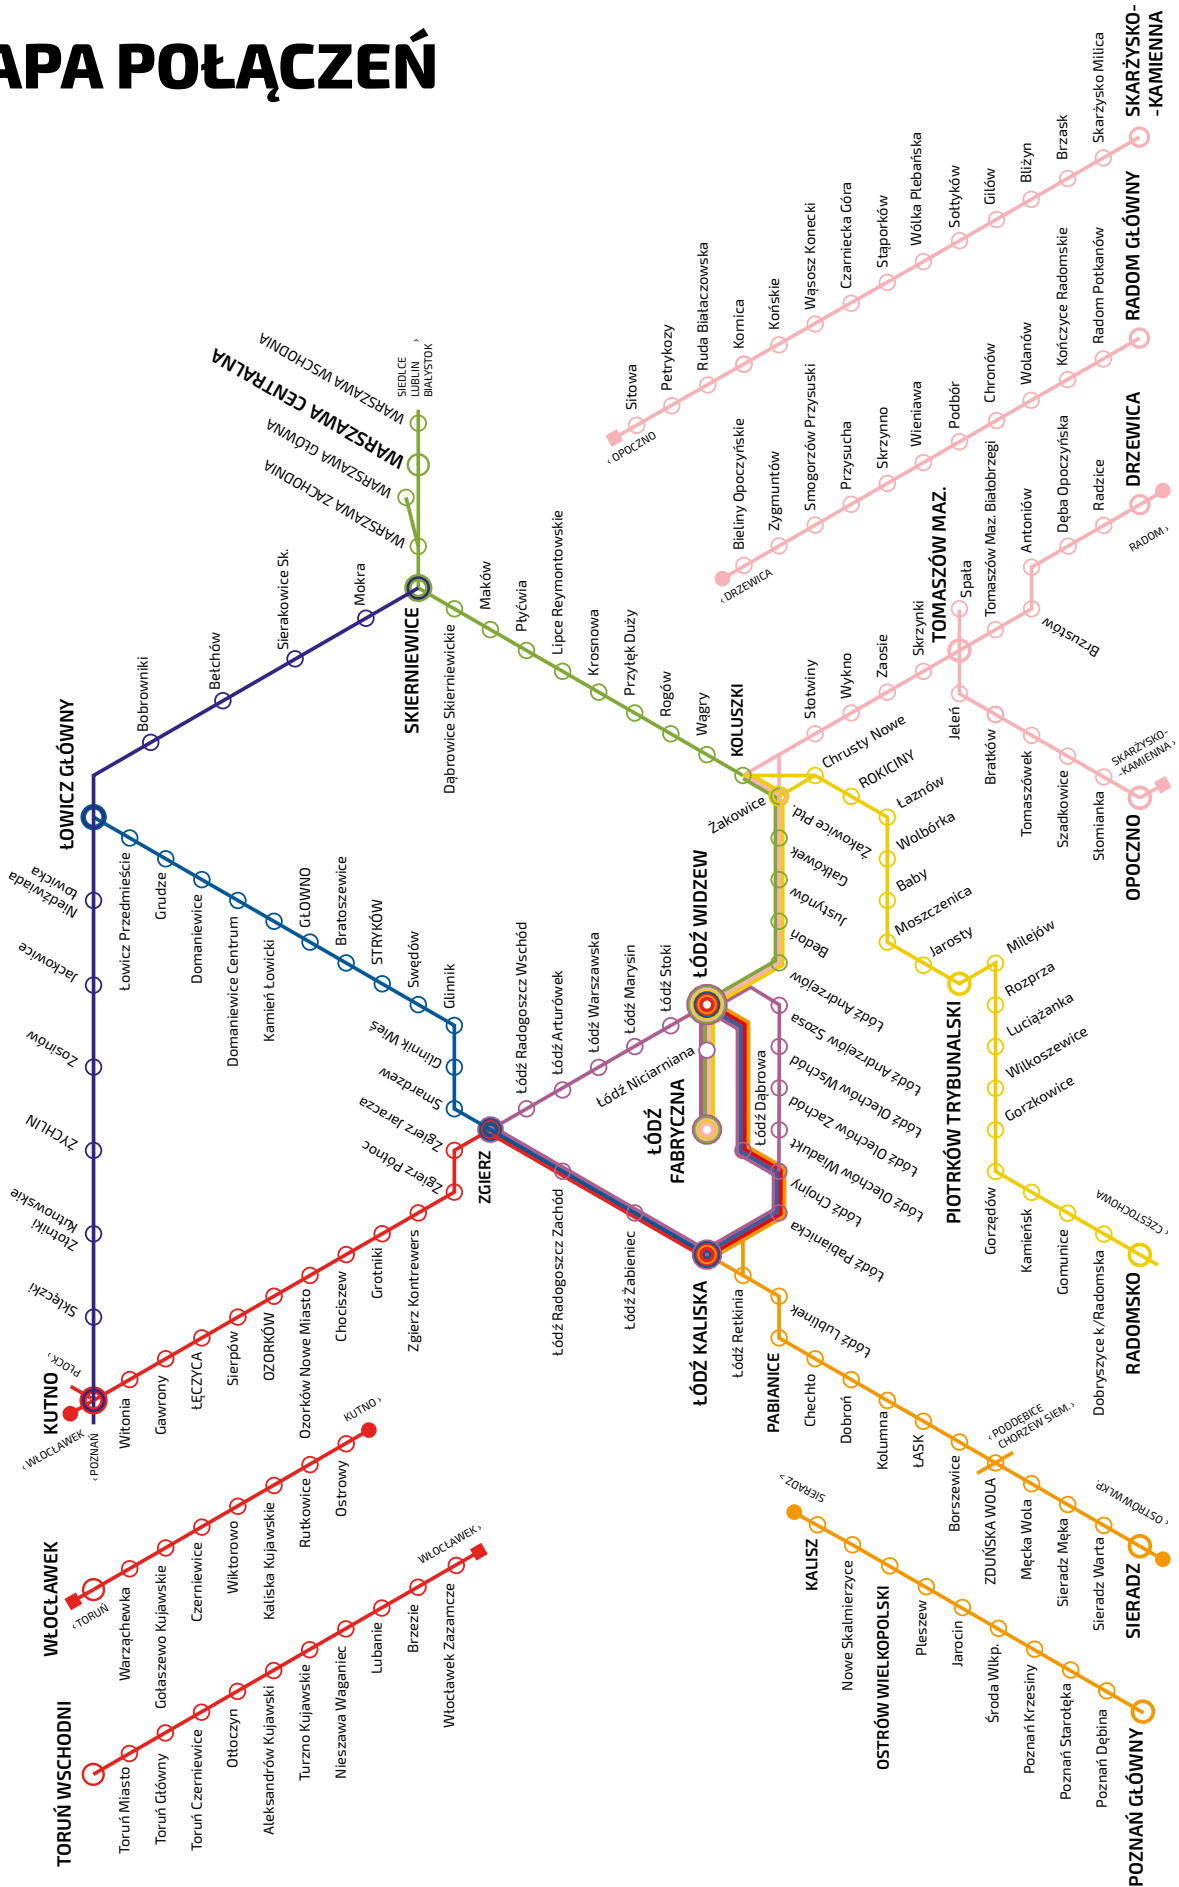 APA POŁĄCZEŃ
SKARŻYSKO-
-KAMIENNA
Skarżysko Milica
Brzask
Bliżyn
Gilów
Sołtyków
Wólka Plebańska
Stąporków
Czarniecka Góra
Wąsosz Konecki
Końskie
Kornica
Ruda Białaczowska
Petrykozy
Sitowa
‹ OPOCZNO
RADOM GŁÓWNY
Radom Potkanów
Kończyce Radomskie
Wolanów
Chronów
Podbór
Wieniawa
Skrzynno
Przysucha
Smogorzów Przysuski
Zygmuntów
Bieliny Opoczyńskie
‹ DRZEWICA
DRZEWICA
RADOM ›
Radzice
Dęba Opoczyńska
Antoniów
Brzustów
Tomaszów Maz. Białobrzegi
Spała
TOMASZÓW MAZ.
Skrzynki
Zaosie
Wykno
Słotwiny
Jeleń
Bratków
Tomaszówek
Szadkowice
Słomianka
OPOCZNO
SKARŻYSKO-
-KAMIENNA ›
WARSZAWA WSCHODNIA
WARSZAWA CENTRALNA
WARSZAWA GŁÓWNA
WARSZAWA ZACHODNIA
SIEDLCE
LUBLIN
BIAŁYSTOK
›
SKIERNIEWICE
Dąbrowice Skierniewickie
Maków
Płyćwia
Lipce Reymontowskie
Krosnowa
Przyłęk Duży
Rogów
Wągry
KOLUSZKI
Żakowice
Żakowice Płd.
Gałkówek
Justynów
Bedoń
Łódź Andrzejów
ŁÓDŹ WIDZEW
Łódź Niciarniana
ŁÓDŹ
FABRYCZNA
Mokra
Sierakowice Sk.
Bełchów
Bobrowniki
ŁOWICZ GŁÓWNY
Niedźwiada
Łowicka
Jackowice
Zosinów
ŻYCHLIN
Złotniki
Kutnowskie
Sklęczki
KUTNO
PŁOCK ›
‹ WŁOCŁAWEK
‹ POZNAŃ
Łowicz Przedmieście
Grudze
Domaniewice
Domaniewice Centrum
Kamień Łowicki
GŁOWNO
Bratoszewice
STRYKÓW
Swędów
Glinnik
Glinnik Wieś
Smardzew
ZGIERZ
Zgierz Jaracza
Zgierz Północ
Zgierz Kontrewers
Grotniki
Chociszew
Ozorków Nowe Miasto
OZORKÓW
Sierpów
ŁĘCZYCA
Gawrony
Witonia
Łódź Radogoszcz Wschód
Łódź Arturówek
Łódź Warszawska
Łódź Marysin
Łódź Stoki
Łódź Radogoszcz Zachód
Łódź Żabieniec
ŁÓDŹ KALISKA
Łódź Andrzejów Szosa
Łódź Olechów Wschód
Łódź Olechów Zachód
Łódź Olechów Wiadukt
Łódź Dąbrowa
Łódź Chojny
Łódź Pabianicka
Łódź Retkinia
Łódź Lublinek
PABIANICE
Chechło
Dobroń
Kolumna
ŁASK
Borszewice
ZDUŃSKA WOLA
‹ PODDĘBICE
CHORZEW SIEM. ›
Męcka Wola
Sieradz Męka
Sieradz Warta
SIERADZ
‹ OSTRÓW WLKP.
Chrusty Nowe
ROKICINY
Łaznów
Wolbórka
Baby
Moszczenica
Jarosty
PIOTRKÓW TRYBUNALSKI
Milejów
Rozprza
Luciążanka
Wilkoszewice
Gorzkowice
Gorzędów
Kamieńsk
Gomunice
Dobryszyce k/Radomska
RADOMSKO
‹ CZĘSTOCHOWA
WŁOCŁAWEK
‹ TORUŃ
Warząchewka
Gołaszewo Kujawskie
Czerniewice
Wiktorowo
Kaliska Kujawskie
Rutkowice
Ostrowy
KUTNO ›
TORUŃ WSCHODNI
Toruń Miasto
Toruń Główny
Toruń Czerniewice
Otłoczyn
Aleksandrów Kujawski
Turzno Kujawskie
Nieszawa Waganiec
Lubanie
Brzezie
Włocławek Zazamcze
WŁOCŁAWEK ›
SIERADZ >
KALISZ
Nowe Skalmierzyce
OSTRÓW WIELKOPOLSKI
Pleszew
Jarocin
Środa Wlkp.
Poznań Krzesiny
Poznań Starołęka
Poznań Dębina
POZNAŃ GŁÓWNY